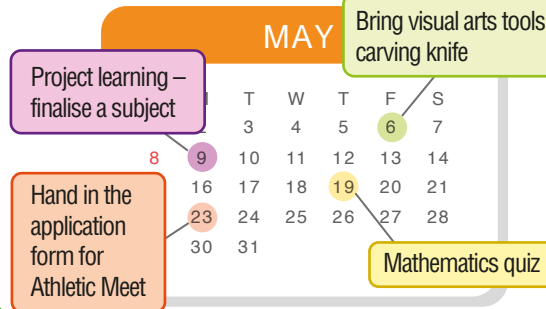 MAY
Bring visual arts tools
carving knife
Project learning –
finalise a subject
T W T F S
3 4 5 6 7
8 9 10 11 12 13 14
16 17 18 19 20 21
23 24 25 26 27 28
30 31
Hand in the
application
form for
Athletic Meet
Mathematics quiz